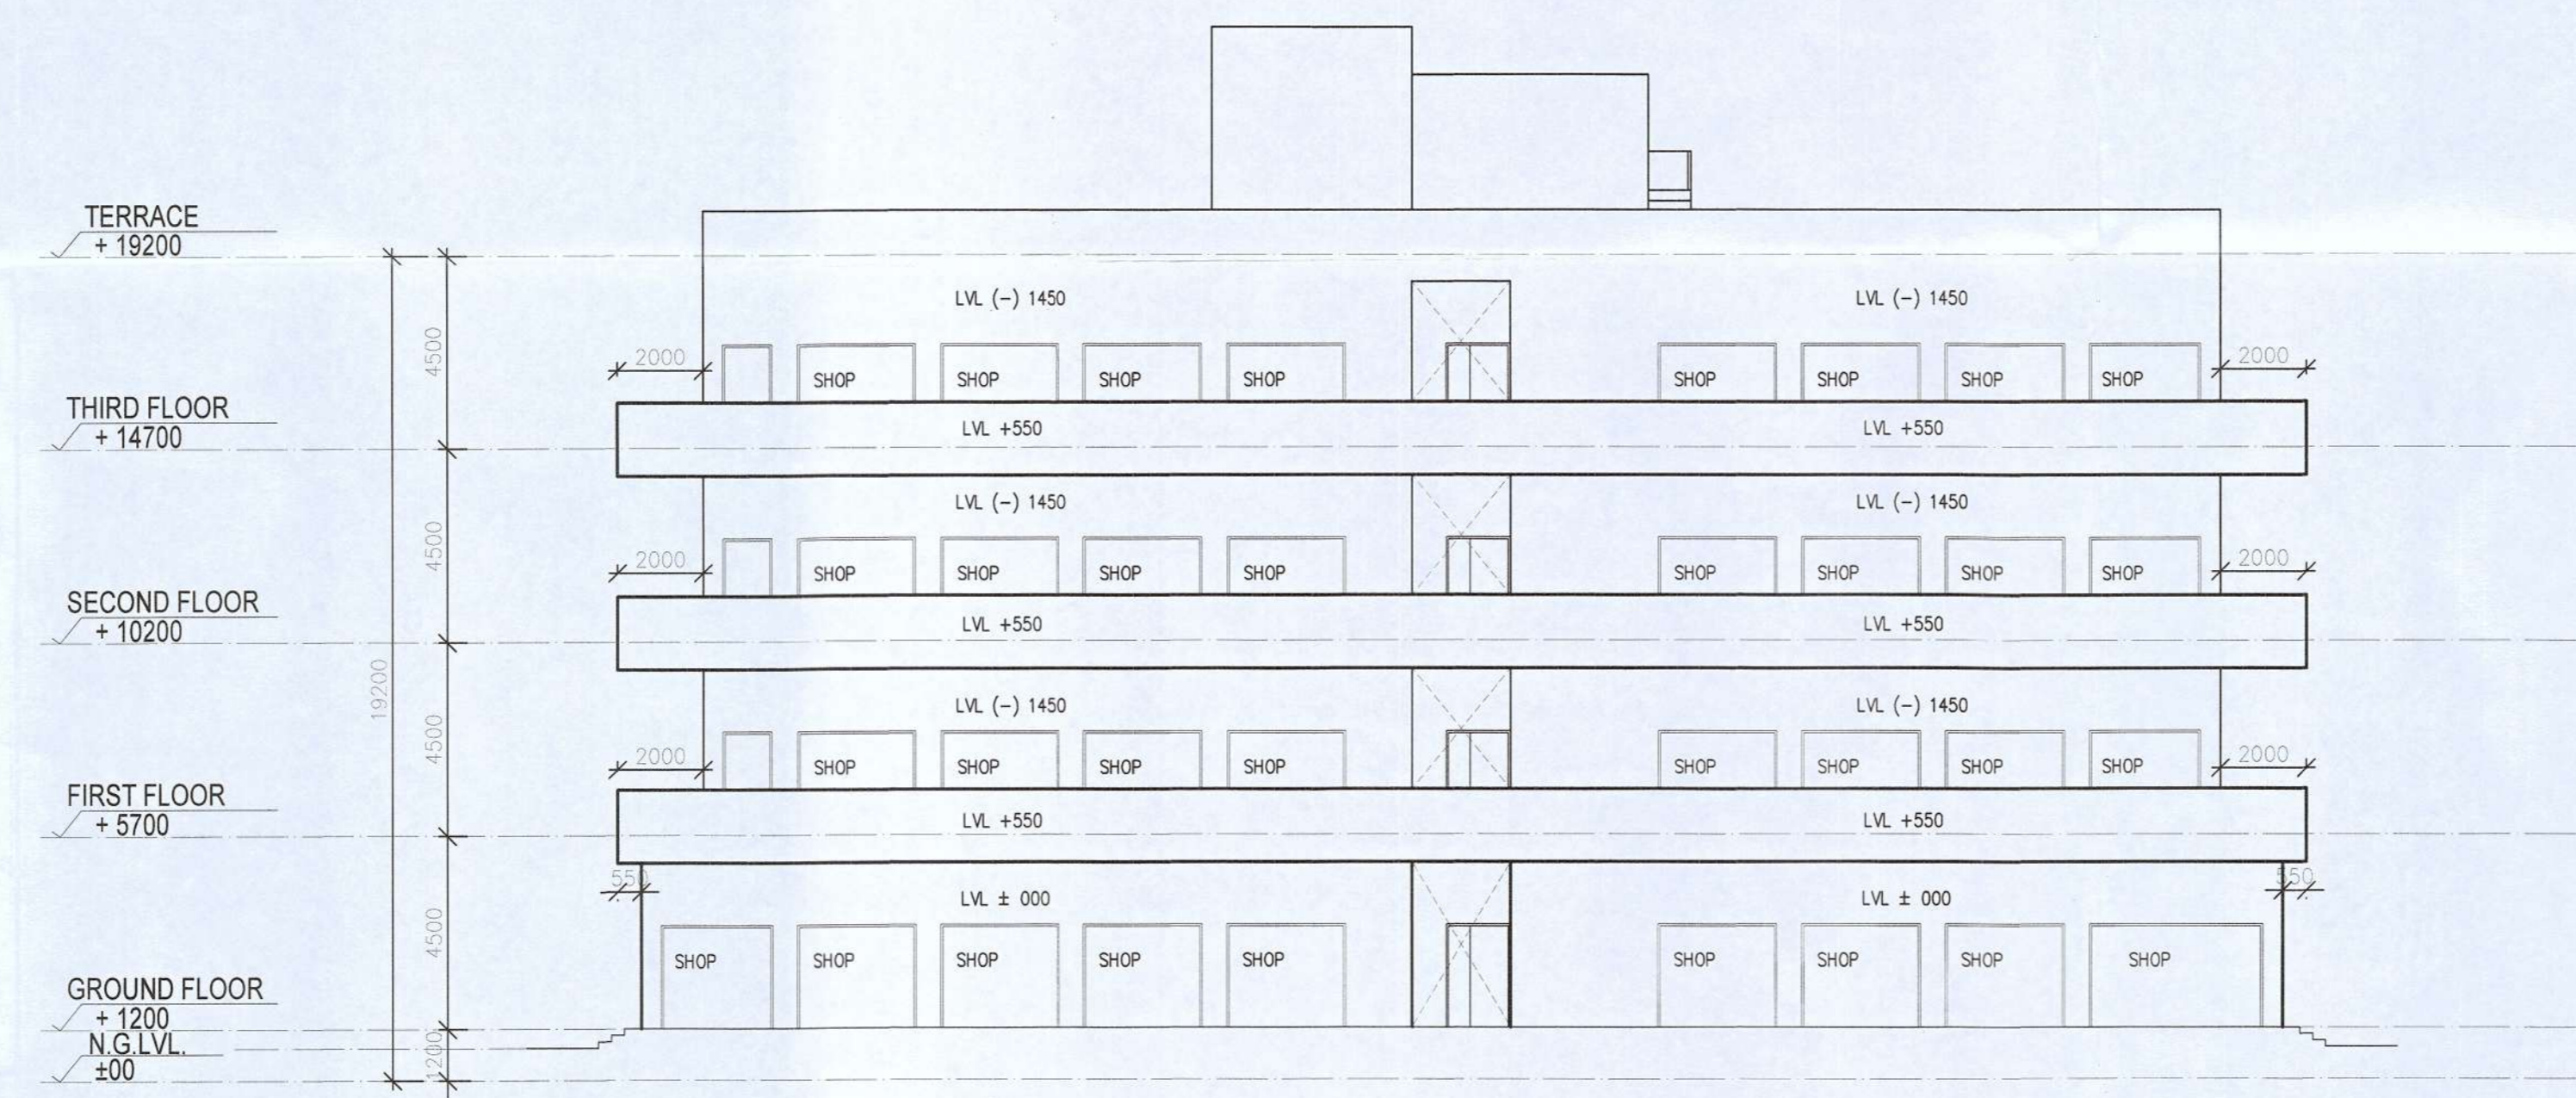 TERRACE
+ 19200
LVL (-) 1450 LVL (-) 1450
4500
2000 2000
SHOP SHOP SHOP SHOP SHOP SHOP SHOP SHOP
THIRD FLOOR
+ 14700
LVL +550 LVL +550
LVL (-) 1450 LVL (-) 1450
4500
2000 2000
SHOP SHOP SHOP SHOP SHOP SHOP SHOP SHOP
SECOND FLOOR
+ 10200
LVL +550 LVL +550
19200
LVL (-) 1450 LVL (-) 1450
4500
2000 2000
SHOP SHOP SHOP SHOP SHOP SHOP SHOP SHOP
FIRST FLOOR
+ 5700
LVL +550 LVL +550
550 550
LVL ± 000 LVL ± 000
4500
SHOP SHOP SHOP SHOP SHOP SHOP SHOP SHOP SHOP
GROUND FLOOR
+ 1200
N.G.LVL.
±00
1200